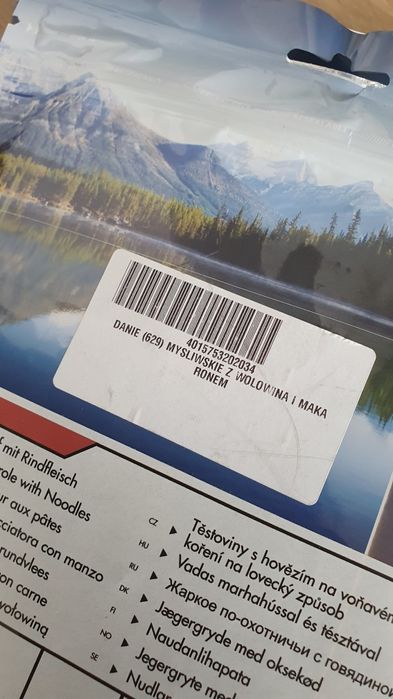 4015753202034
DANIE (629) MYSLIWSKIE Z WOLOWINA i MAKA
RONEM
mit Rindfleisch
role with Noodles
ur aux pâtes
cciatora con manzo
rundvlees
on carne
wołowiną
CZ ▶ Těstoviny s hovězím na voňavém
koření na lovecký způsob
HU ▶ Vadas marhahússal és tésztával
RU ▶ Жаркое по-охотничьи с говядиной
DK ▶ Jægergryde med oksekød
FI ▶ Naudanlihapata
NO ▶ Jegergryte me
SE ▶ Nudlar